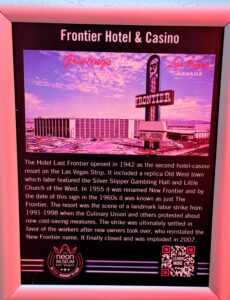 Frontier Hotel & Casino
Greetings
Las Vegas
NEVADA
FRONTIER
The Hotel Last Frontier opened in 1942 as the second hotel-casino
resort on the Las Vegas Strip. It included a replica Old West town
which later featured the Silver Slipper Gambling Hall and Little
Church of the West. In 1955 it was renamed New Frontier and by
the date of this sign in the 1960s it was known as just The
Frontier. The resort was the scene of a landmark labor strike from
1991-1998 when the Culinary Union and others protested about
new cost-saving measures. The strike was ultimately settled in
favor of the workers after new owners took over, who reinstated the
New Frontier name. It finally closed and was imploded in 2007.
neon
MUSEUM
SCAN TO
LEARN MORE